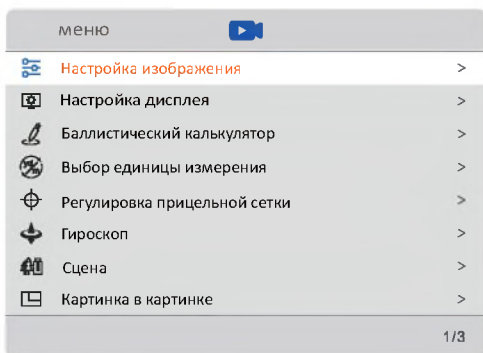 меню
Настройка изображения >
Настройка дисплея >
Баллистический калькулятор >
Выбор единицы измерения >
Регулировка прицельной сетки >
Гироскоп >
Сцена >
Картинка в картинке >
1/3